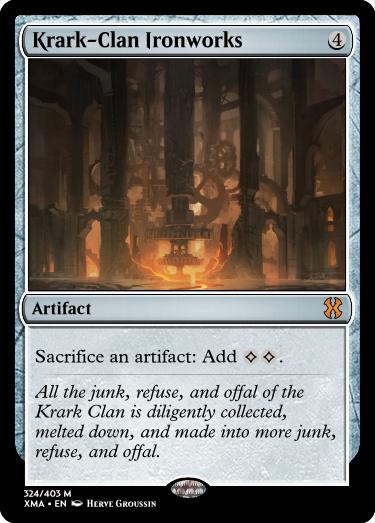 Krark-Clan Ironworks 4
Artifact
Sacrifice an artifact: Add ◇◇.
All the junk, refuse, and offal of the
Krark Clan is diligently collected,
melted down, and made into more junk,
refuse, and offal.
324/403 M
XMA • EN Herve Groussin